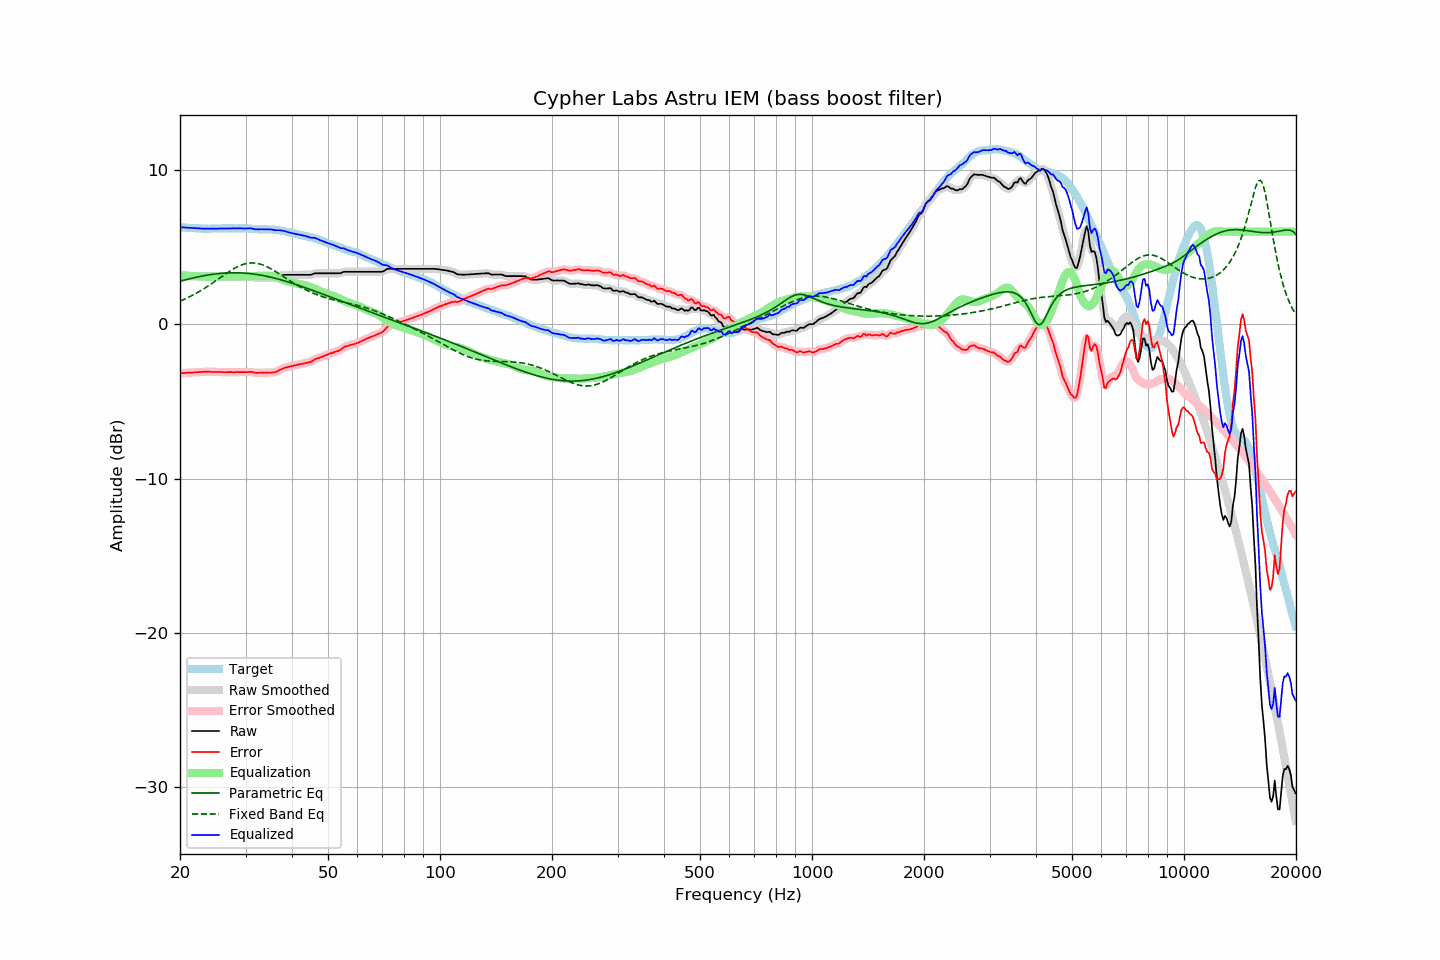 Cypher Labs Astru IEM (bass boost filter)
10
0
−10
−20
−30
Amplitude (dBr)
Target
Raw Smoothed
Error Smoothed
Raw
Error
Equalization
Parametric Eq
Fixed Band Eq
Equalized
20 50 100 200 500 1000 2000 5000 10000 20000
Frequency (Hz)